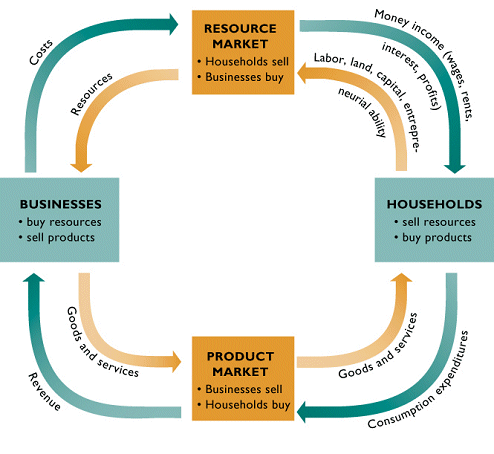 RESOURCE
MARKET
• Households sell
• Businesses buy
Costs
Resources
Money income (wages, rents,
interest, profits)
Labor, land, capital, entrepre-
neurial ability
BUSINESSES
• buy resources
• sell products
HOUSEHOLDS
• sell resources
• buy products
Goods and services
Revenue
PRODUCT
MARKET
• Businesses sell
• Households buy
Goods and services
Consumption expenditures